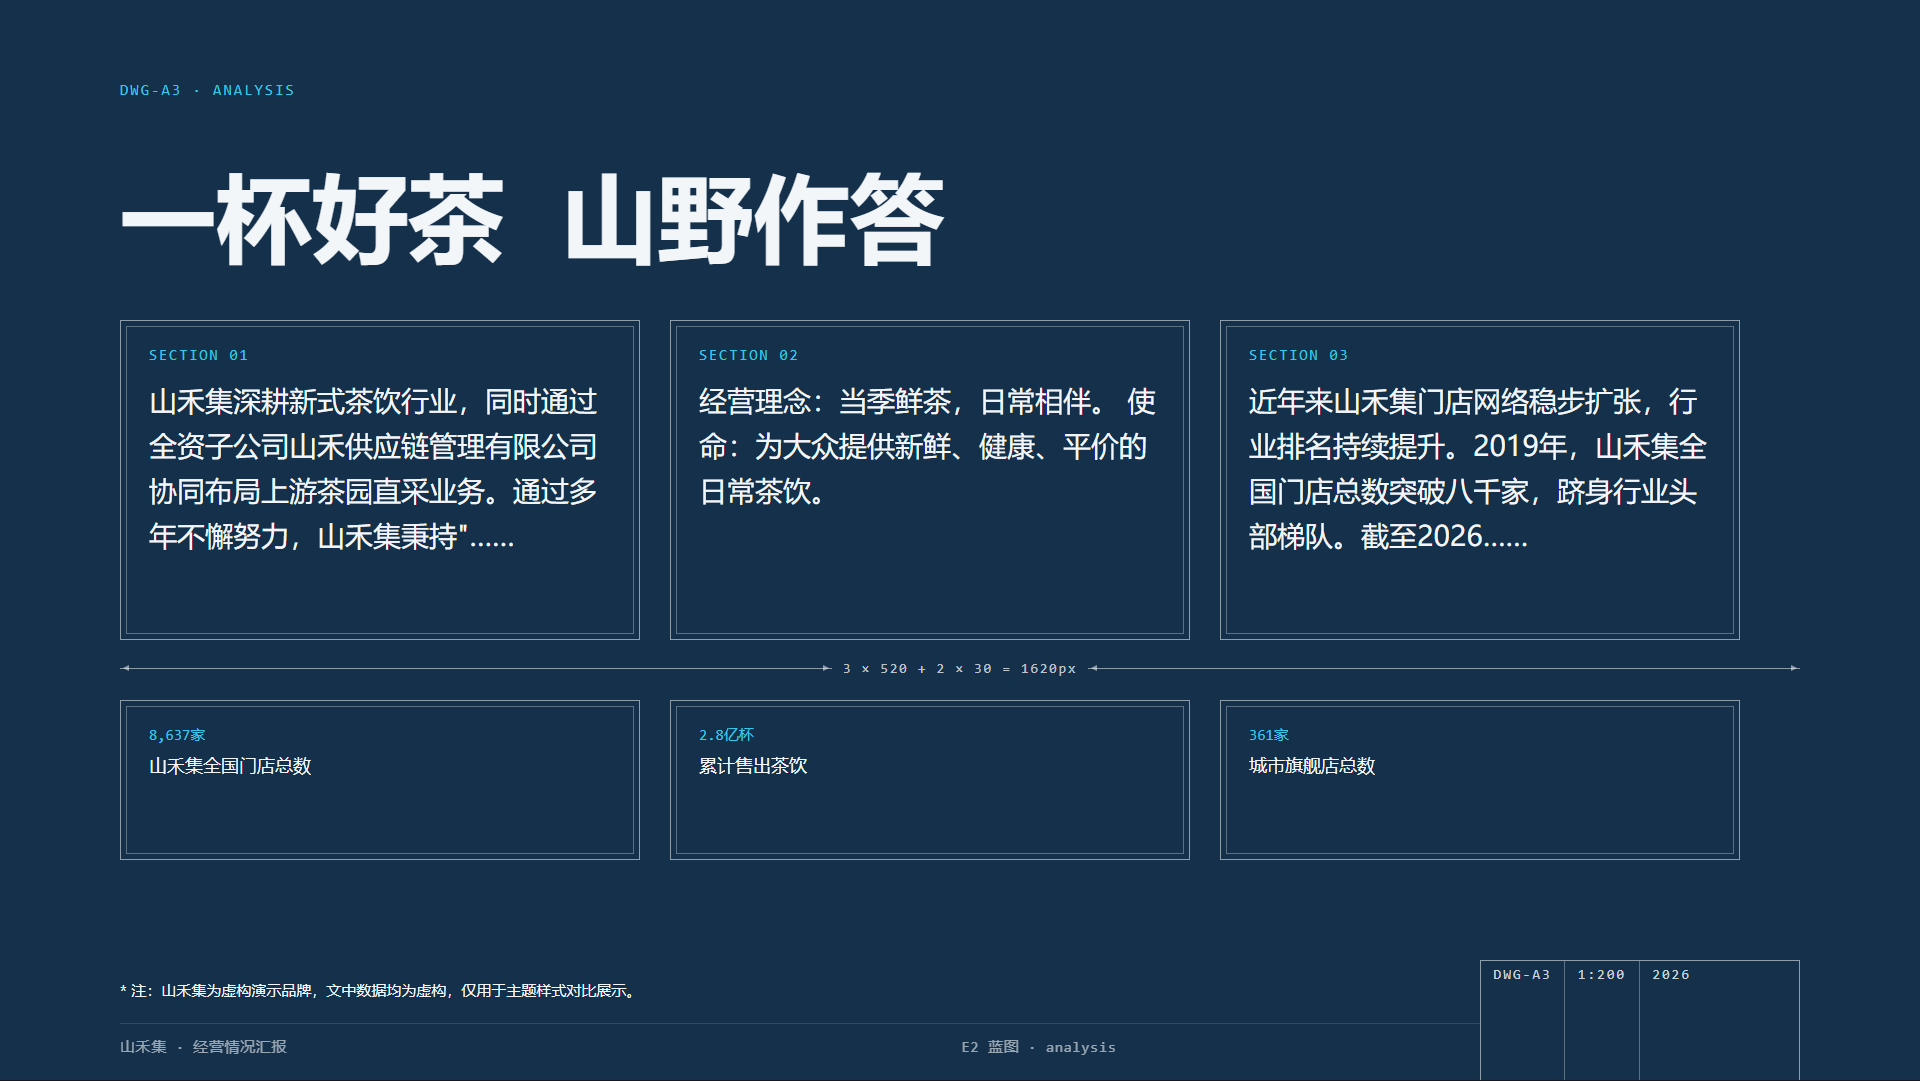 DWG-A3 · ANALYSIS
一杯好茶 山野作答
SECTION 01
山禾集深耕新式茶饮行业，同时通过
全资子公司山禾供应链管理有限公司
协同布局上游茶园直采业务。通过多
年不懈努力，山禾集秉持"……
SECTION 02
经营理念：当季鲜茶，日常相伴。 使
命：为大众提供新鲜、健康、平价的
日常茶饮。
SECTION 03
近年来山禾集门店网络稳步扩张，行
业排名持续提升。2019年，山禾集全
国门店总数突破八千家，跻身行业头
部梯队。截至2026……
3 × 520 + 2 × 30 = 1620px
8,637家
山禾集全国门店总数
2.8亿杯
累计售出茶饮
361家
城市旗舰店总数
* 注：山禾集为虚构演示品牌，文中数据均为虚构，仅用于主题样式对比展示。
DWG-A3
1:200
2026
山禾集 · 经营情况汇报
E2 蓝图 · analysis